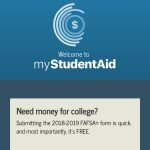 $
Welcome to
myStudentAid
Need money for college?
Submitting the 2018-2019 FAFSA® form is quick,
and most importantly, it's FREE.